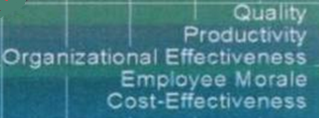 Quality
Productivity
Organizational Effectiveness
Employee Morale
Cost-Effectiveness